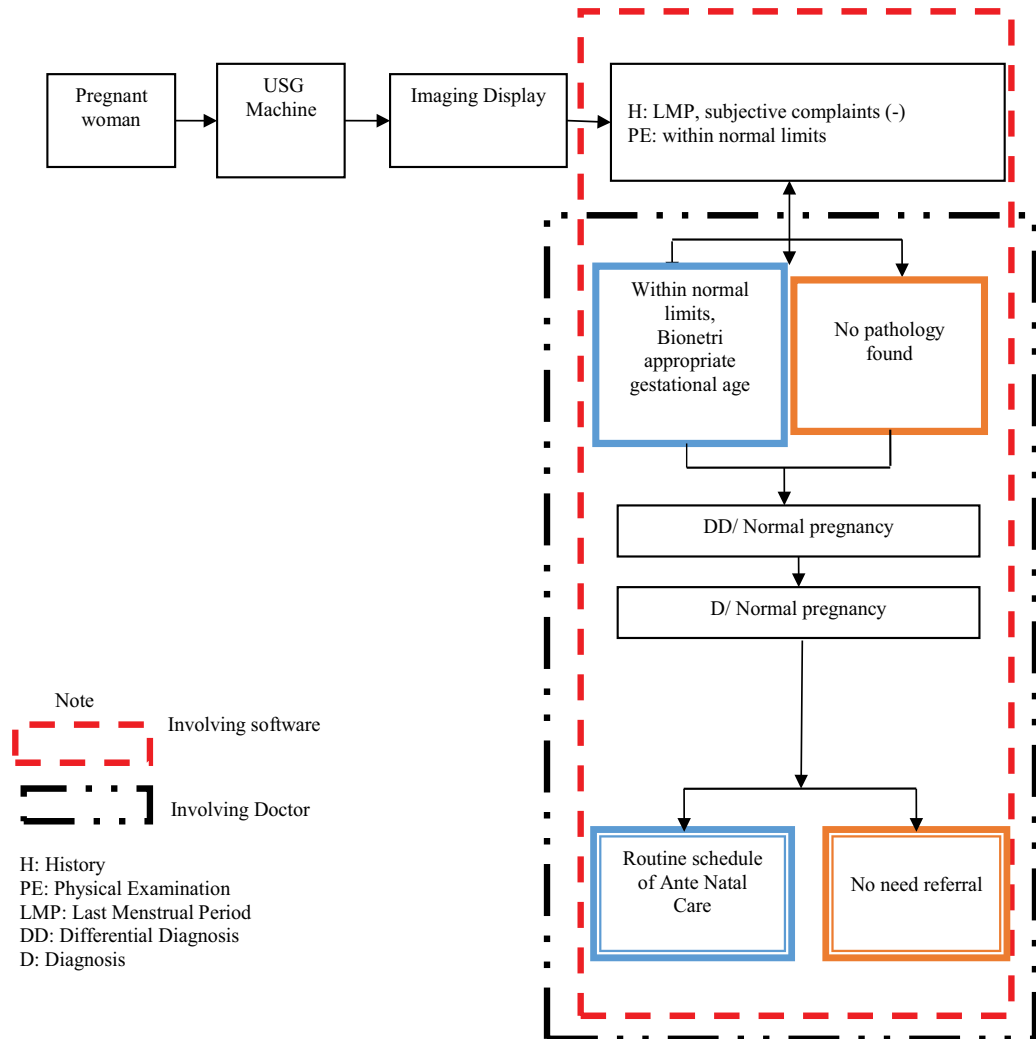 Pregnant
woman
USG
Machine
Imaging Display
H: LMP, subjective complaints (-)
PE: within normal limits
Within normal
limits,
Bionetri
appropriate
gestational age
No pathology
found
DD/ Normal pregnancy
D/ Normal pregnancy
Routine schedule
of Ante Natal
Care
No need referral
Note
Involving software
Involving Doctor
H: History
PE: Physical Examination
LMP: Last Menstrual Period
DD: Differential Diagnosis
D: Diagnosis